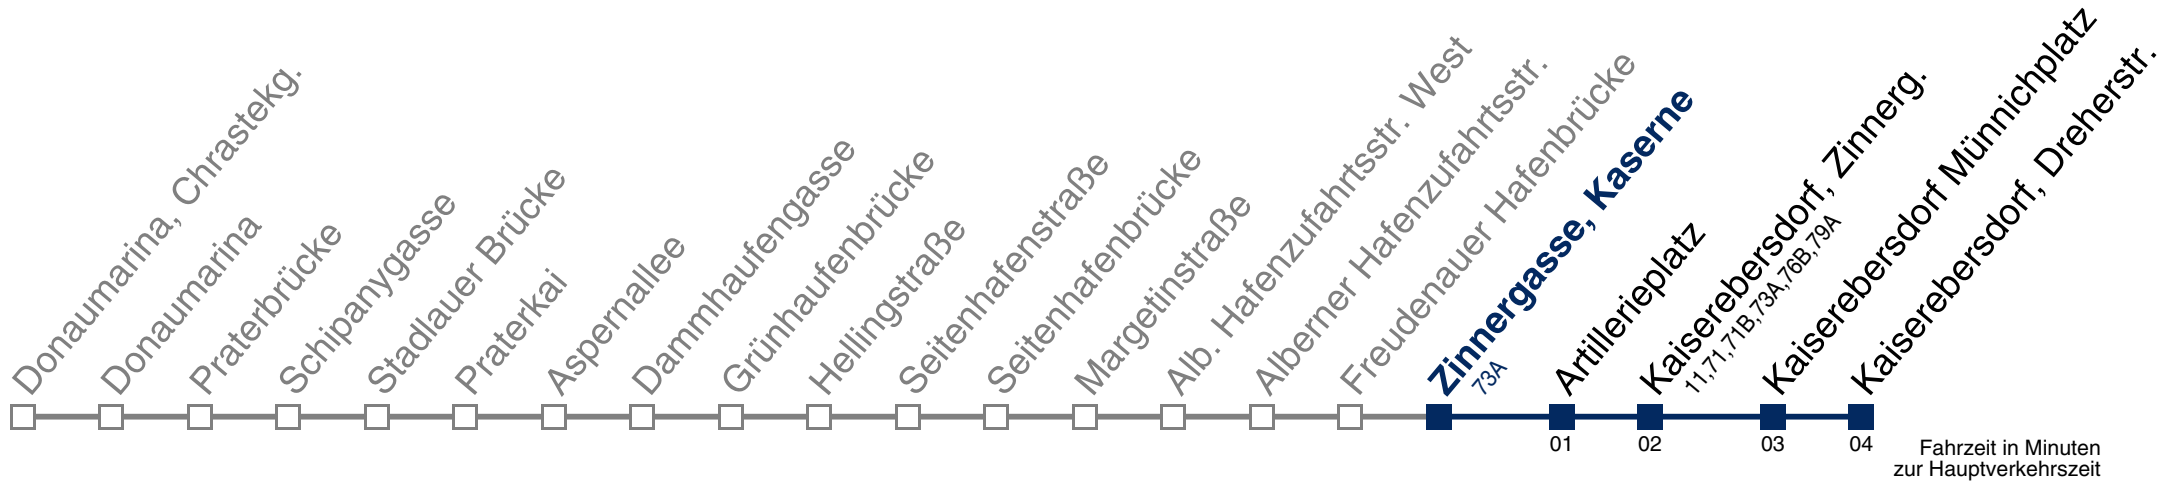 Donaumarina, Chrastekg.
Donaumarina
Praterbrücke
Schipanygasse
Stadlauer Brücke
Praterkai
Aspernallee
Dammhaufengasse
Grünhaufenbrücke
Hellingstraße
Seitenhafenstraße
Seitenhafenbrücke
Margetinstraße
Alb. Hafenzufahrtsstr. West
Alberner Hafenzufahrtsstr.
Freudenauer Hafenbrücke
Zinnergasse, Kaserne
73A
Artillerieplatz
Kaiserebersdorf, Zinnerg.
11,71,71B,73A,76B,79A
Kaiserebersdorf Münnichplatz
Kaiserebersdorf, Dreherstr.
01
02
03
04
Fahrzeit in Minuten
zur Hauptverkehrszeit